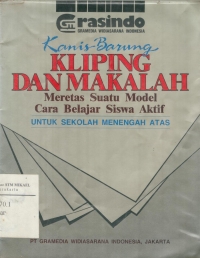 Grasindo
GRAMEDIA WIDIASARANA INDONESIA
Kanis Barung
KLIPING
DAN MAKALAH
Meretas Suatu Model
Cara Belajar Siswa Aktif
UNTUK SEKOLAH MENENGAH ATAS
PT GRAMEDIA WIDIASARANA INDONESIA, JAKARTA